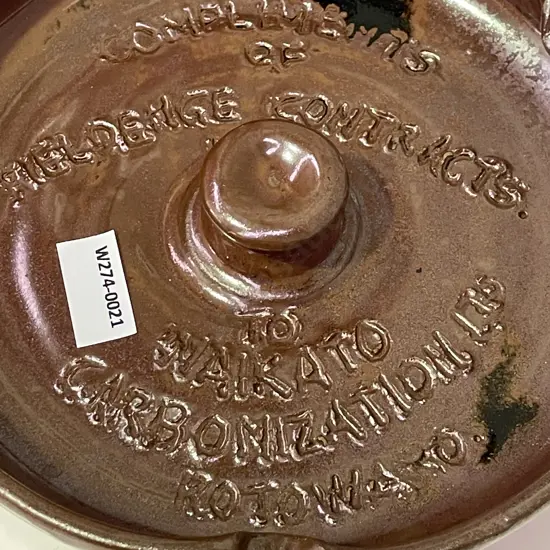 COMPLIMENTS
OF
CONTRACTS.
TO
WAIKATO
CARBONIZATION LTD
ROTOWARO.
W274-0021